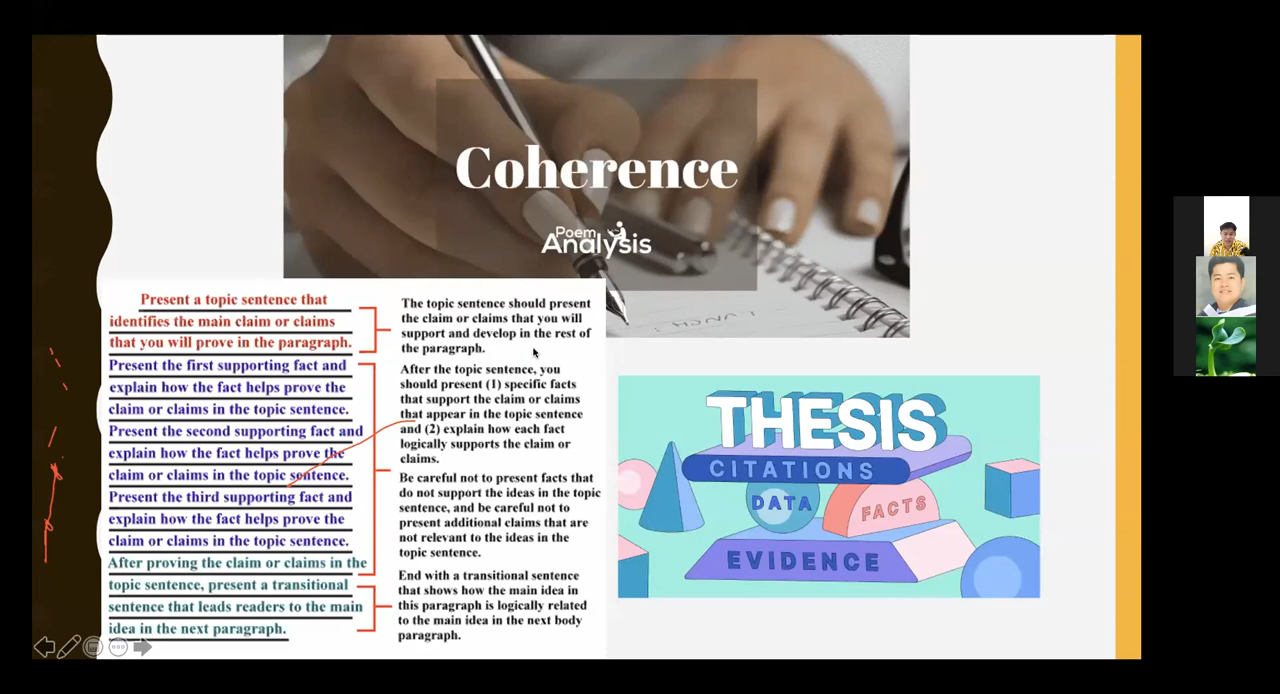 Coherence
Poem
Analysis
Present a topic sentence that
identifies the main claim or claims
that you will prove in the paragraph.
Present the first supporting fact and
explain how the fact helps prove the
claim or claims in the topic sentence.
Present the second supporting fact and
explain how the fact helps prove the
claim or claims in the topic sentence.
Present the third supporting fact and
explain how the fact helps prove the
claim or claims in the topic sentence.
After proving the claim or claims in the
topic sentence, present a transitional
sentence that leads readers to the main
idea in the next paragraph.
The topic sentence should present
the claim or claims that you will
support and develop in the rest of
the paragraph.
After the topic sentence, you
should present (1) specific facts
that support the claim or claims
that appear in the topic sentence
and (2) explain how each fact
logically supports the claim or
claims.
Be careful not to present facts that
do not support the ideas in the topic
sentence, and be careful not to
present additional claims that are
not relevant to the ideas in the
topic sentence.
End with a transitional sentence
that shows how the main idea in
this paragraph is logically related
to the main idea in the next body
paragraph.
LUNCH
THESIS
CITATIONS
DATA
FACTS
EVIDENCE